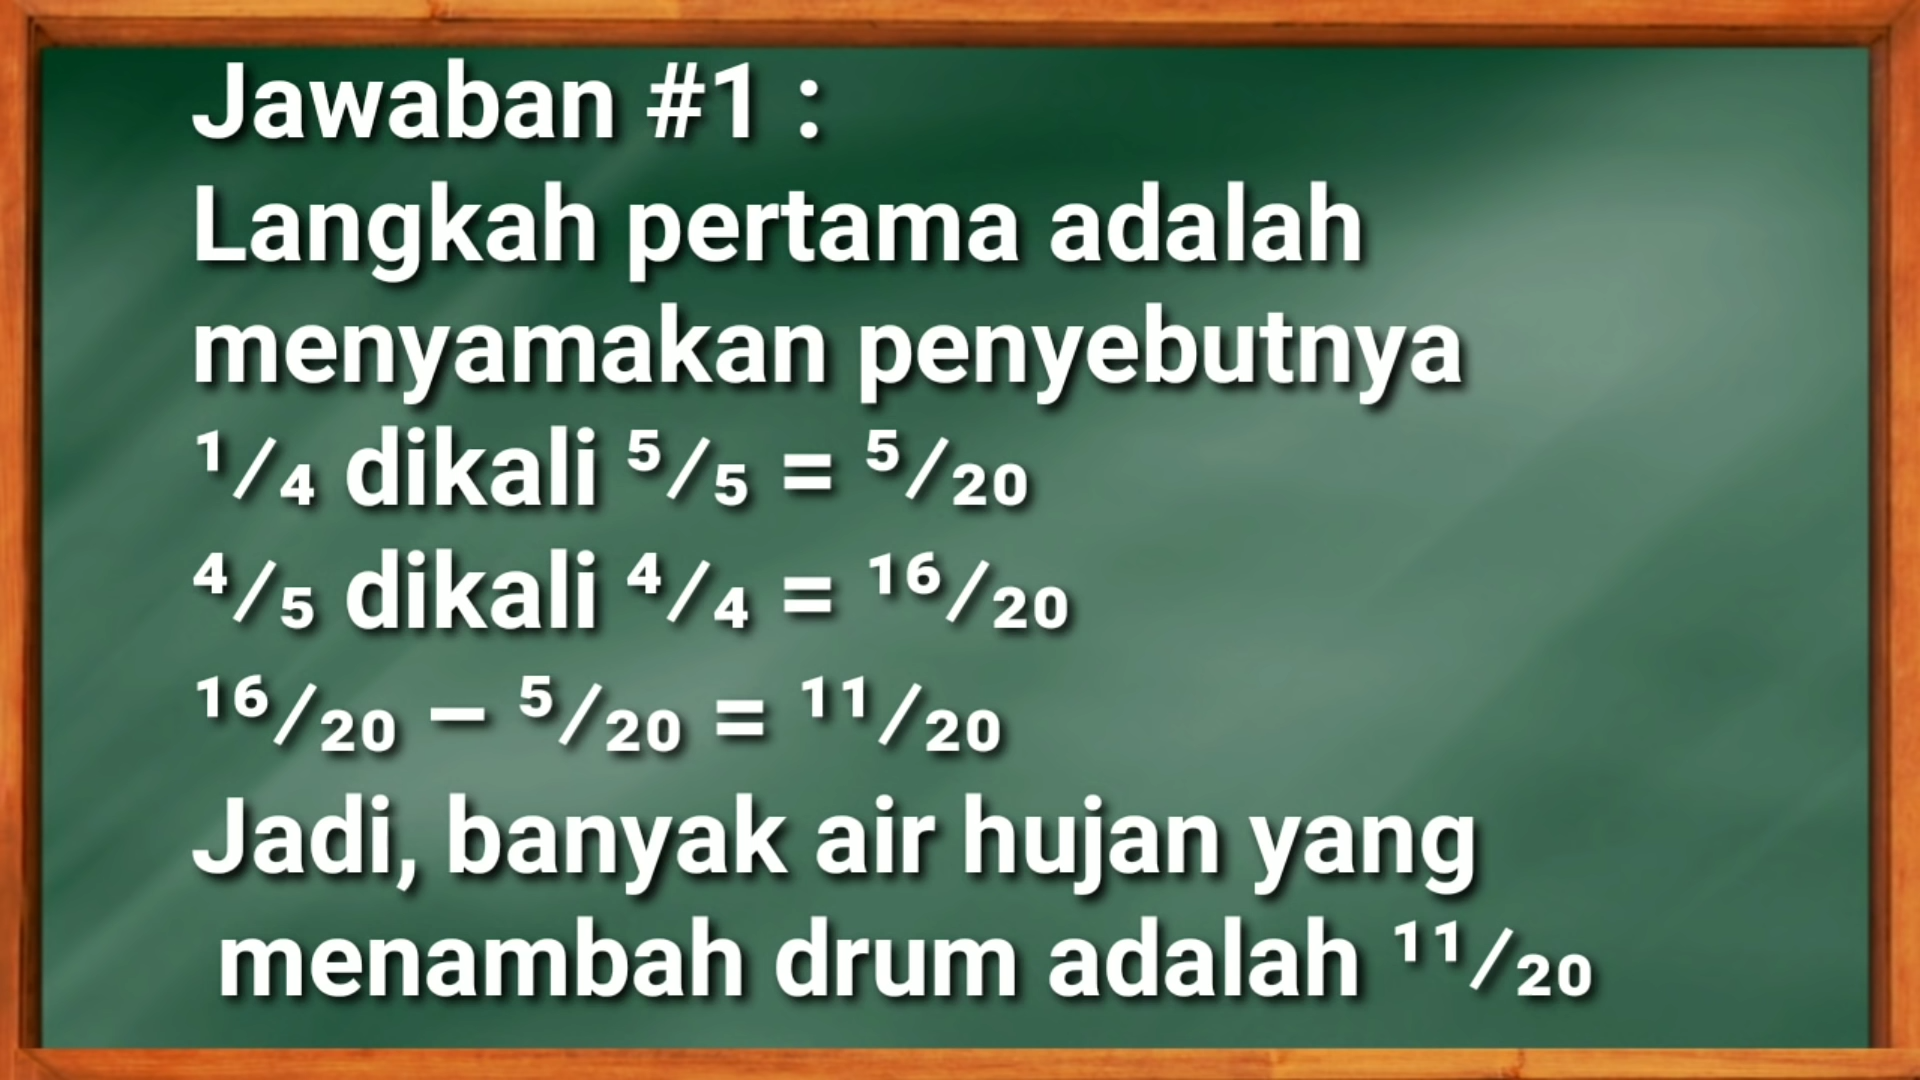 Jawaban #1 :
Langkah pertama adalah
menyamakan penyebutnya
¹/₄ dikali ⁵/₅ = ⁵/₂₀
⁴/₅ dikali ⁴/₄ = ¹⁶/₂₀
¹⁶/₂₀ – ⁵/₂₀ = ¹¹/₂₀
Jadi, banyak air hujan yang
menambah drum adalah ¹¹/₂₀